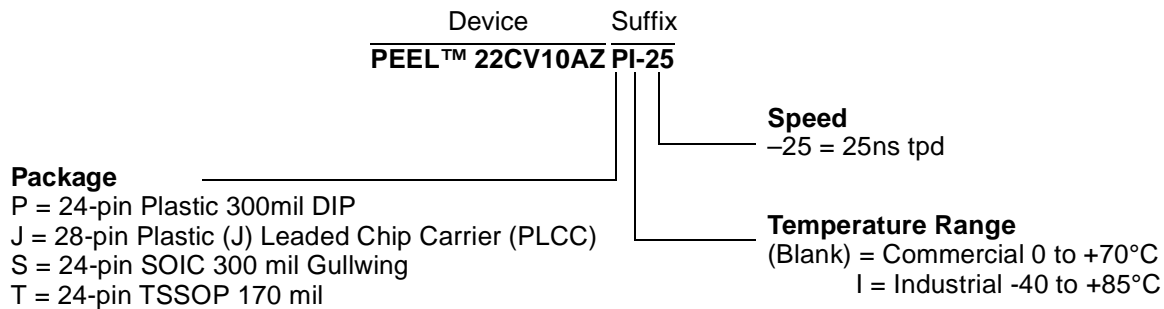 Device Suffix
PEEL™ 22CV10AZ PI-25
Speed
–25 = 25ns tpd
Package
P = 24-pin Plastic 300mil DIP
J = 28-pin Plastic (J) Leaded Chip Carrier (PLCC)
S = 24-pin SOIC 300 mil Gullwing
T = 24-pin TSSOP 170 mil
Temperature Range
(Blank) = Commercial 0 to +70°C
I = Industrial -40 to +85°C